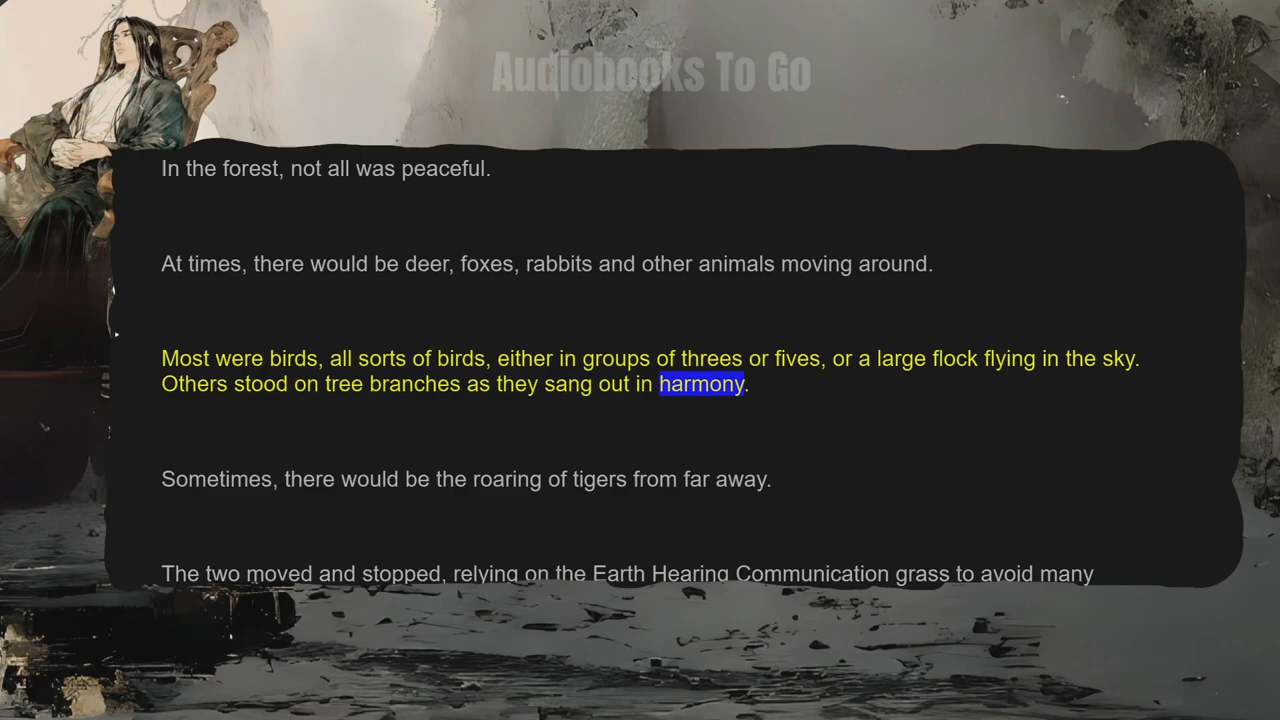 Audiobooks To Go
In the forest, not all was peaceful.
At times, there would be deer, foxes, rabbits and other animals moving around.
Most were birds, all sorts of birds, either in groups of threes or fives, or a large flock flying in the sky.
Others stood on tree branches as they sang out in harmony.
Sometimes, there would be the roaring of tigers from far away.
The two moved and stopped, relying on the Earth Hearing Communication grass to avoid many